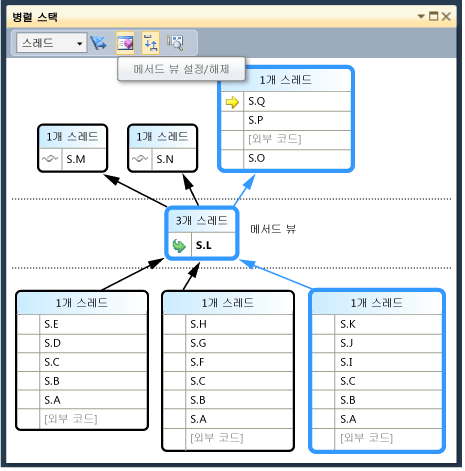 병렬 스택
스레드
메서드 뷰 설정/해제
1개 스레드
S.Q
S.P
[외부 코드]
S.O
1개 스레드
S.M
1개 스레드
S.N
3개 스레드
S.L
메서드 뷰
1개 스레드
S.E
S.D
S.C
S.B
S.A
[외부 코드]
1개 스레드
S.H
S.G
S.F
S.C
S.B
S.A
[외부 코드]
1개 스레드
S.K
S.J
S.I
S.C
S.B
S.A
[외부 코드]